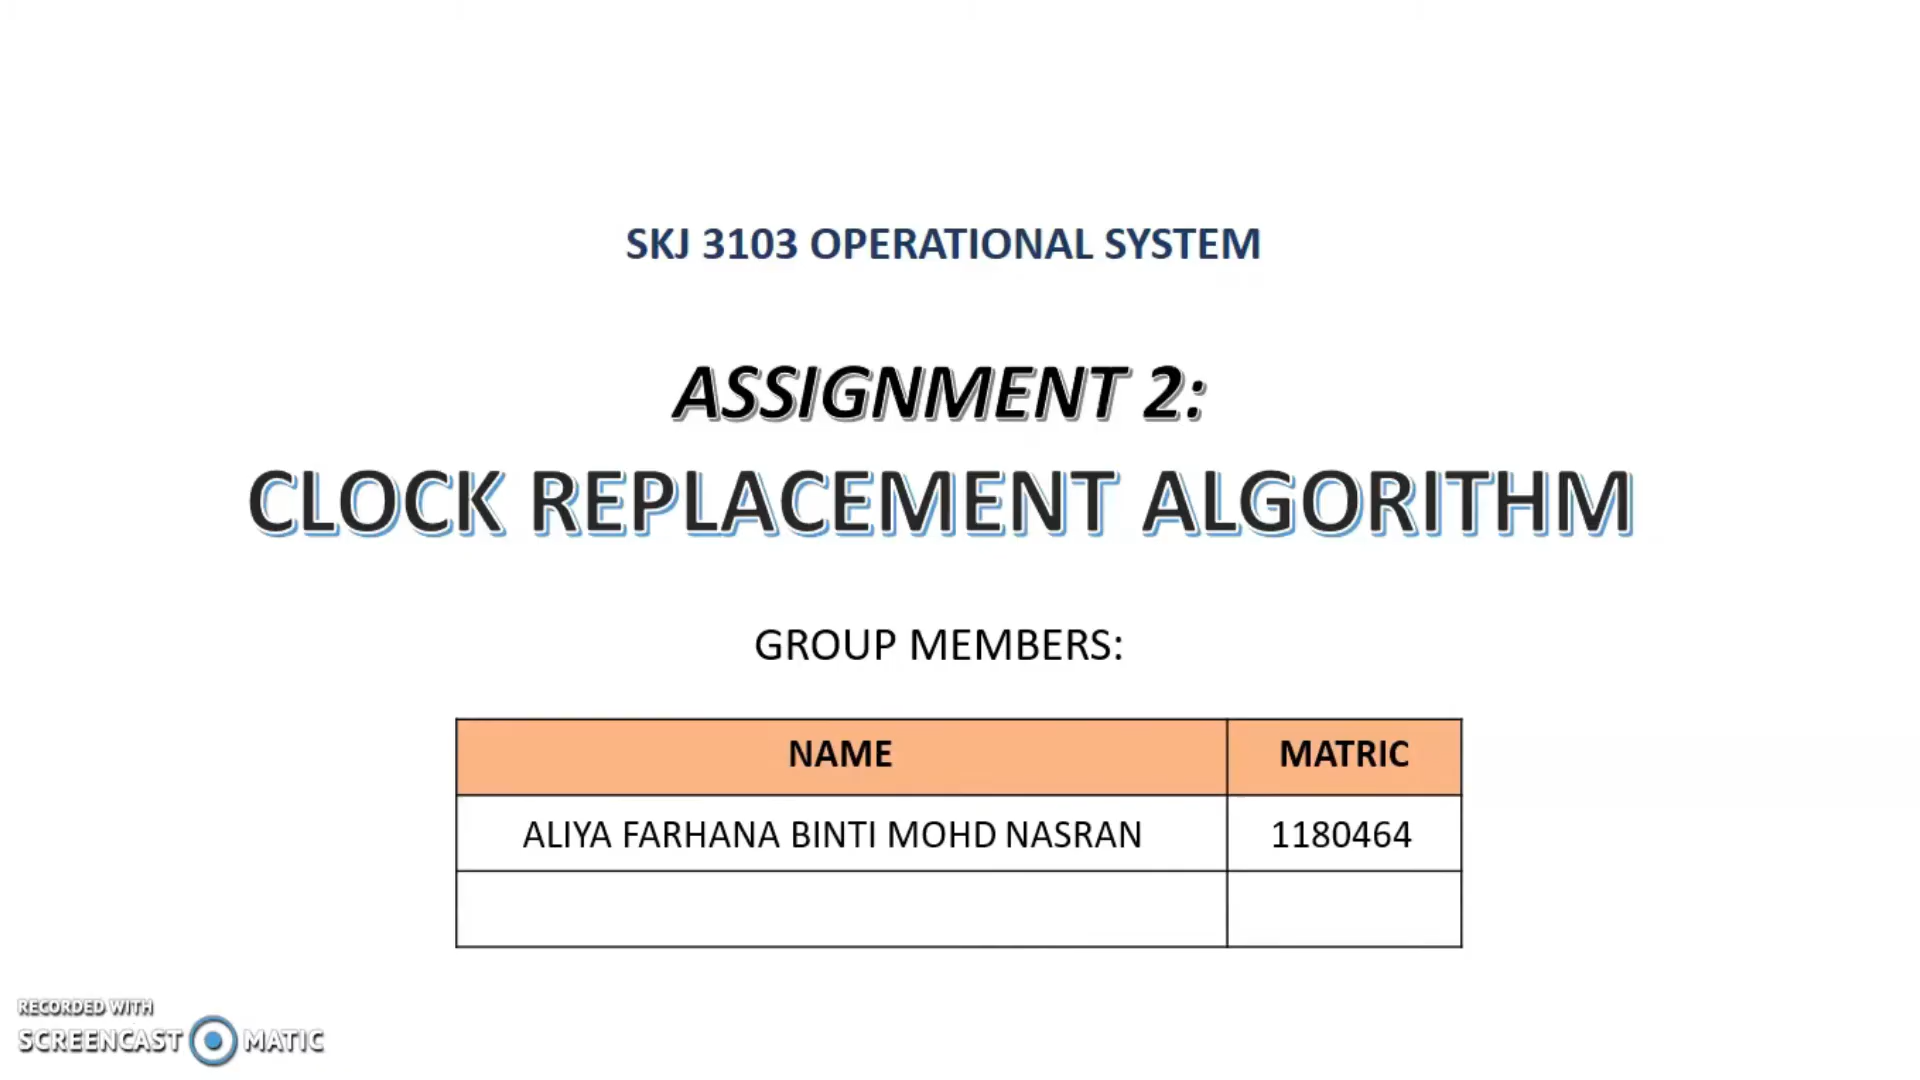 SKJ 3103 OPERATIONAL SYSTEM
ASSIGNMENT 2:
CLOCK REPLACEMENT ALGORITHM
GROUP MEMBERS:
NAME MATRIC
ALIYA FARHANA BINTI MOHD NASRAN 1180464
RECORDED WITH
SCREENCAST MATIC